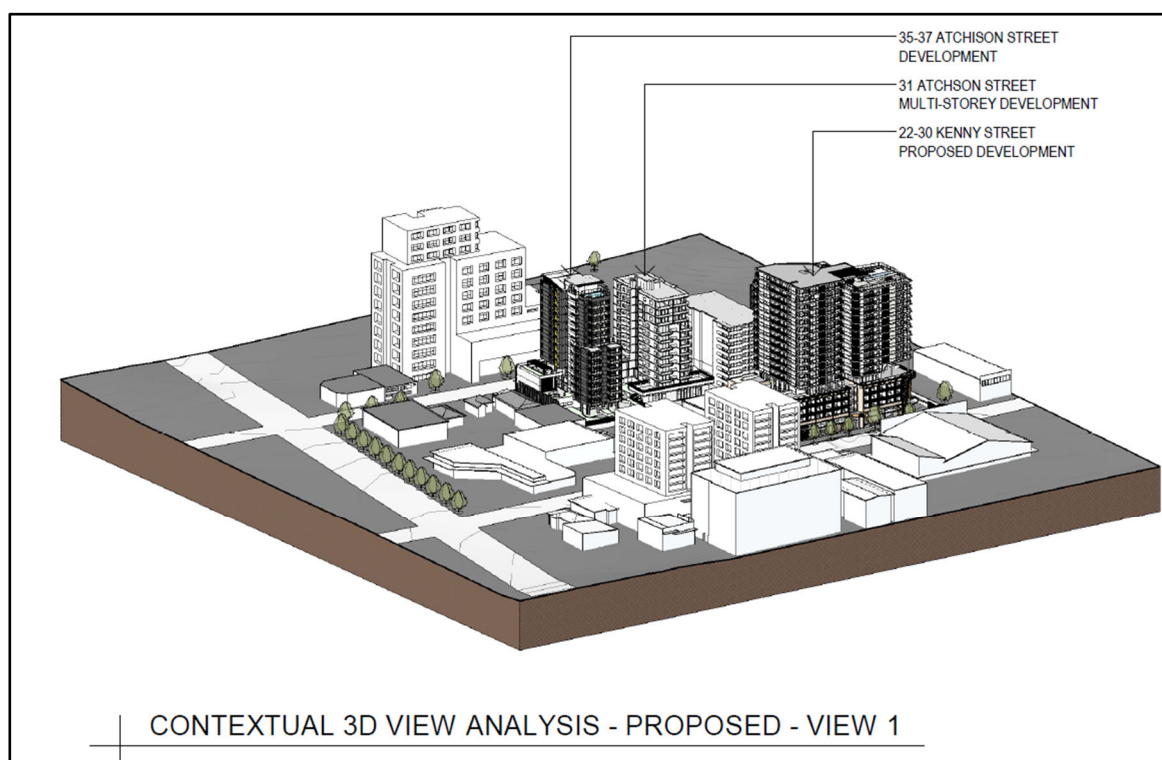 35-37 ATCHISON STREET
DEVELOPMENT
31 ATCHSON STREET
MULTI-STOREY DEVELOPMENT
22-30 KENNY STREET
PROPOSED DEVELOPMENT
CONTEXTUAL 3D VIEW ANALYSIS - PROPOSED - VIEW 1